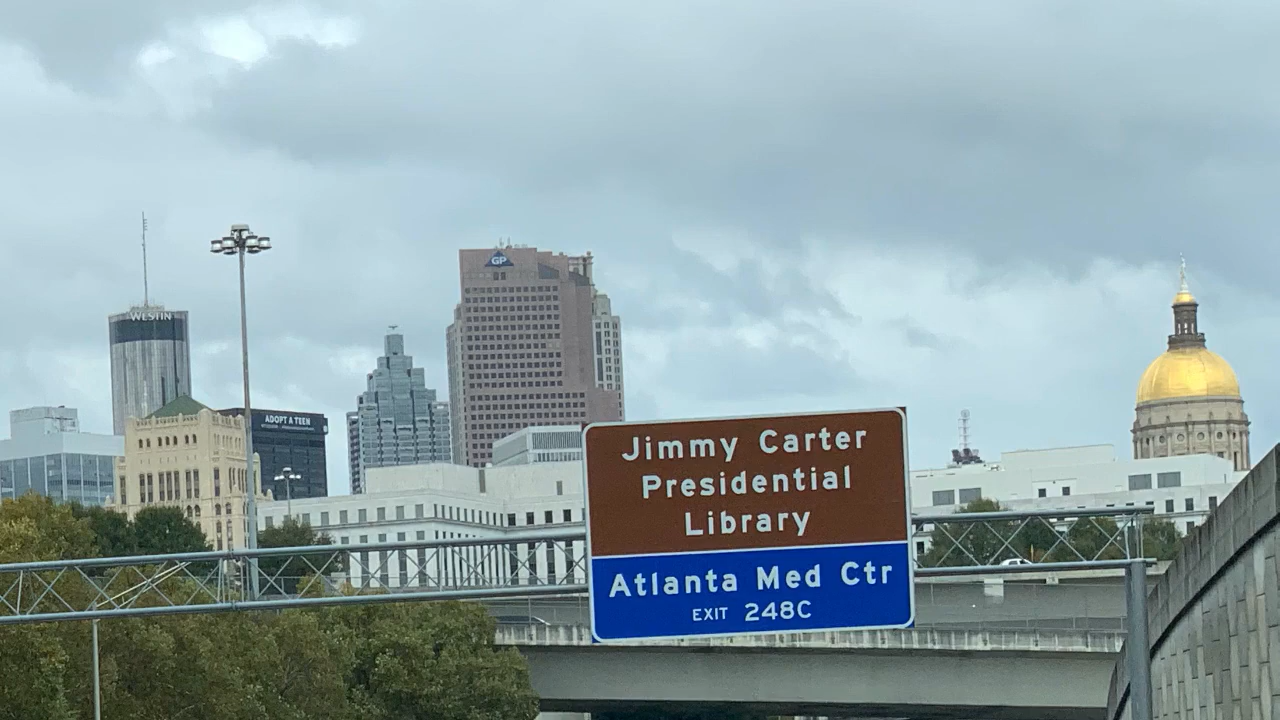 WESTIN
GP
ADOPT A TEEN
Jimmy Carter
Presidential
Library
Atlanta Med Ctr
EXIT 248C